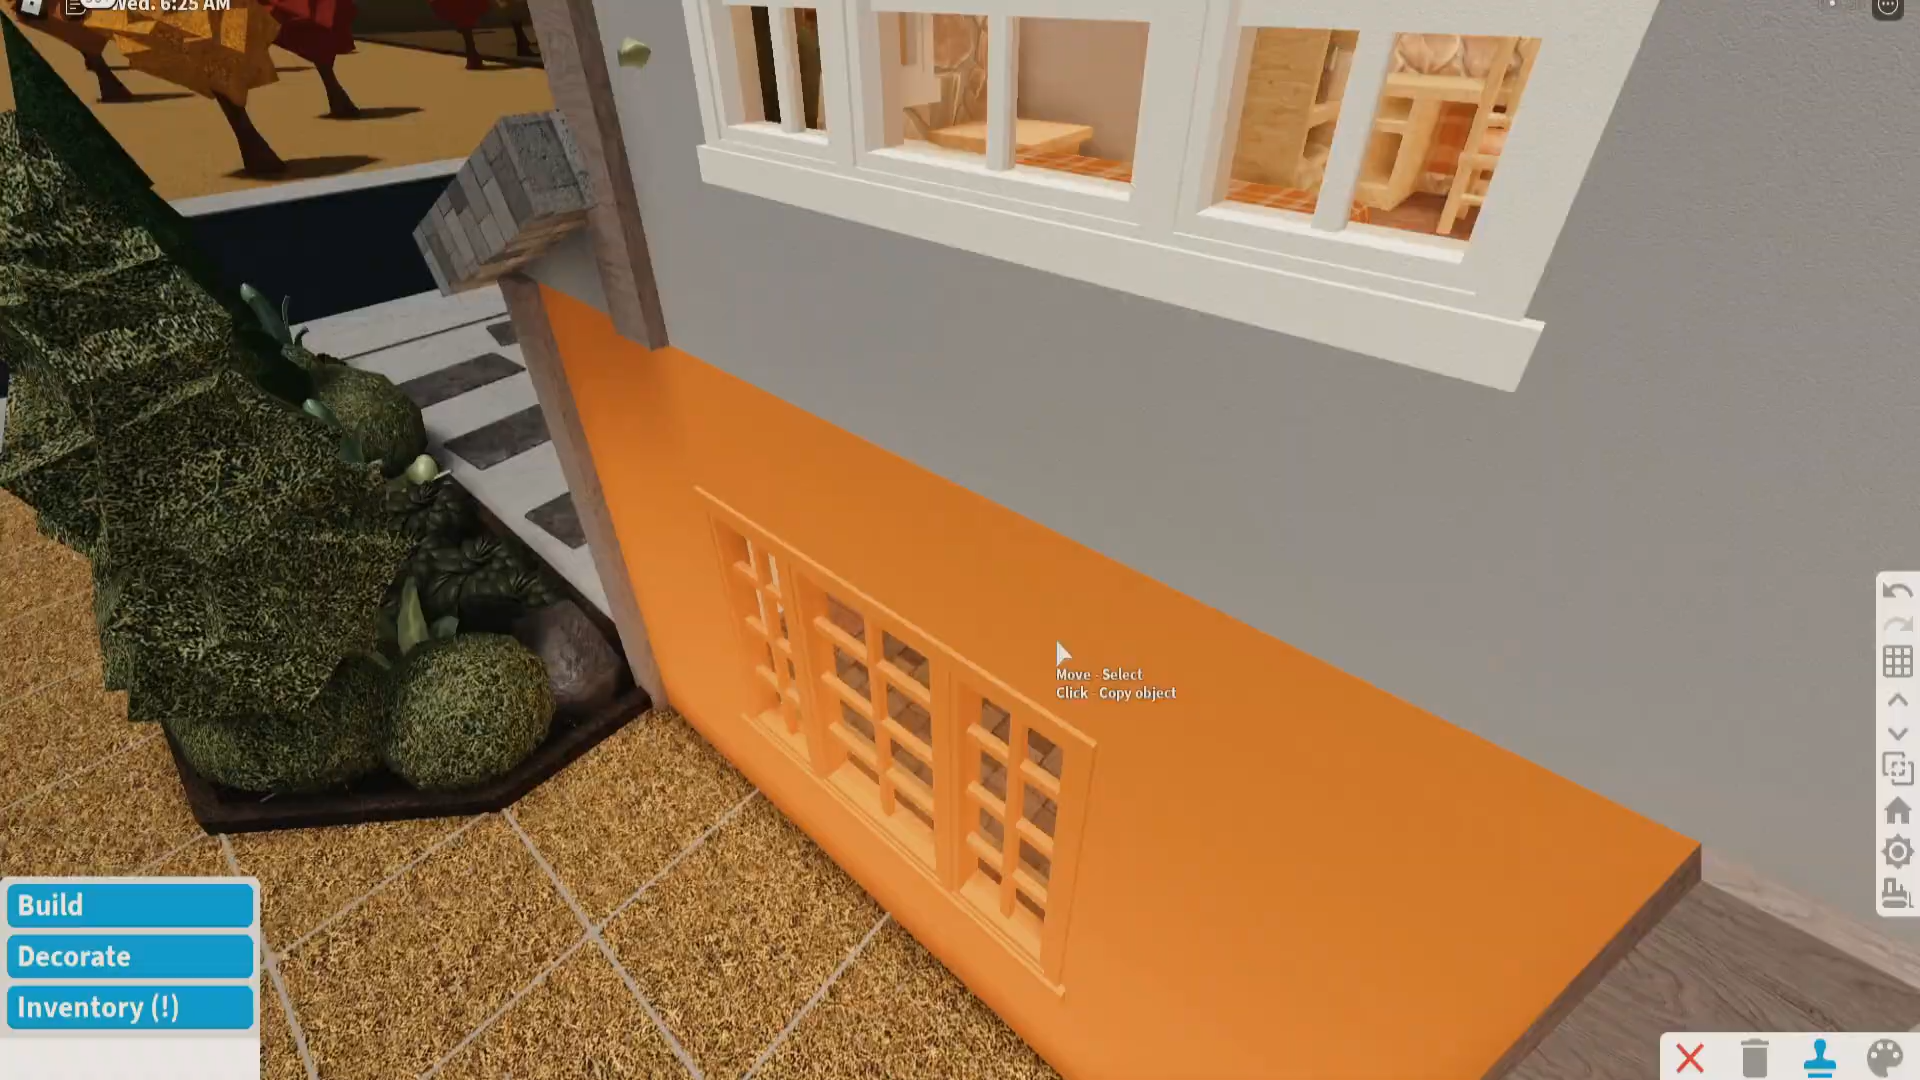 Wed. 6:25 AM
Move - Select
Click - Copy object
Build
Decorate
Inventory (!)